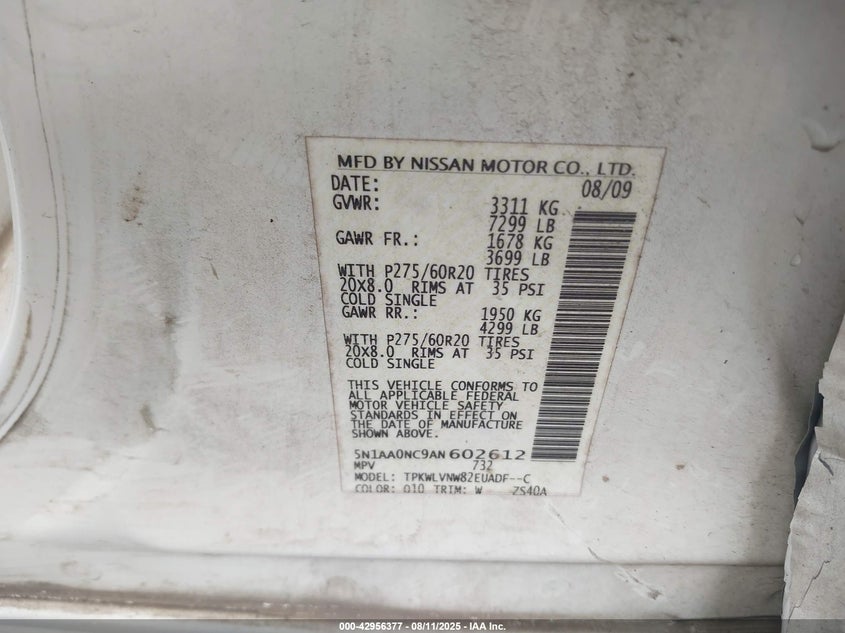 MFD BY NISSAN MOTOR CO., LTD.
DATE: 08/09
GVWR: 3311 KG
7299 LB
GAWR FR.: 1678 KG
3699 LB
WITH P275/60R20 TIRES
20X8.0 RIMS AT 35 PSI
COLD SINGLE
GAWR RR.: 1950 KG
4299 LB
WITH P275/60R20 TIRES
20X8.0 RIMS AT 35 PSI
COLD SINGLE
THIS VEHICLE CONFORMS TO
ALL APPLICABLE FEDERAL
MOTOR VEHICLE SAFETY
STANDARDS IN EFFECT ON
THE DATE OF MANUFACTURE
SHOWN ABOVE.
5N1AA0NC9AN602612
MPV 732
MODEL: TPKWLVNW82EUADF--C
COLOR: 010 TRIM: W ZS40A
000-42956377 - 08/11/2025 - IAA Inc.